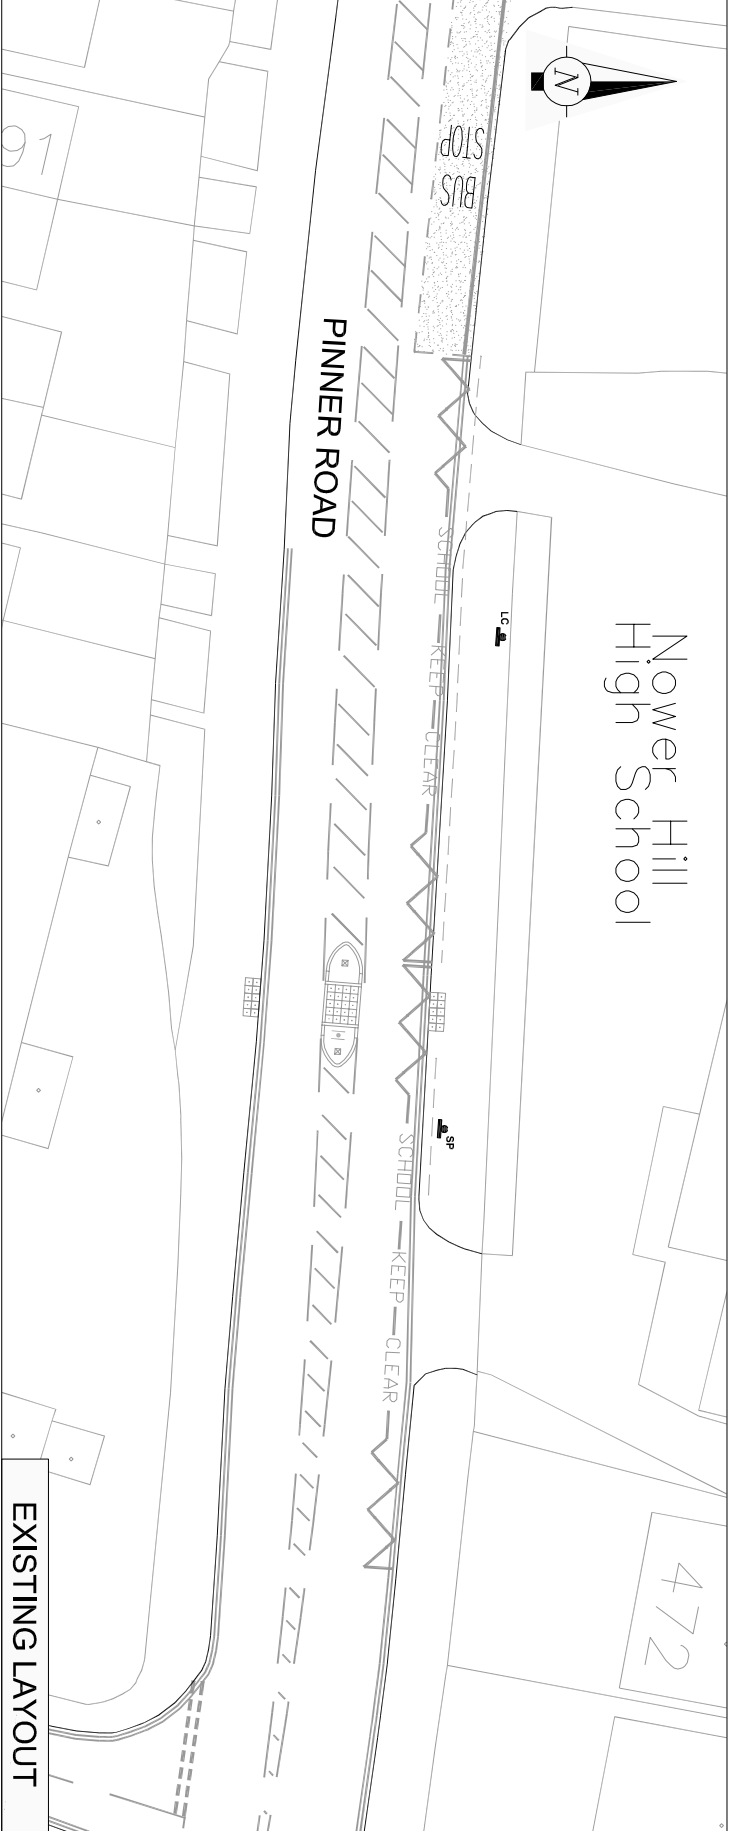 N
BUS
STOP
91
PINNER ROAD
SCHOOL KEEP CLEAR
LC
Nower Hill
High School
SP
SCHOOL KEEP CLEAR
472
EXISTING LAYOUT